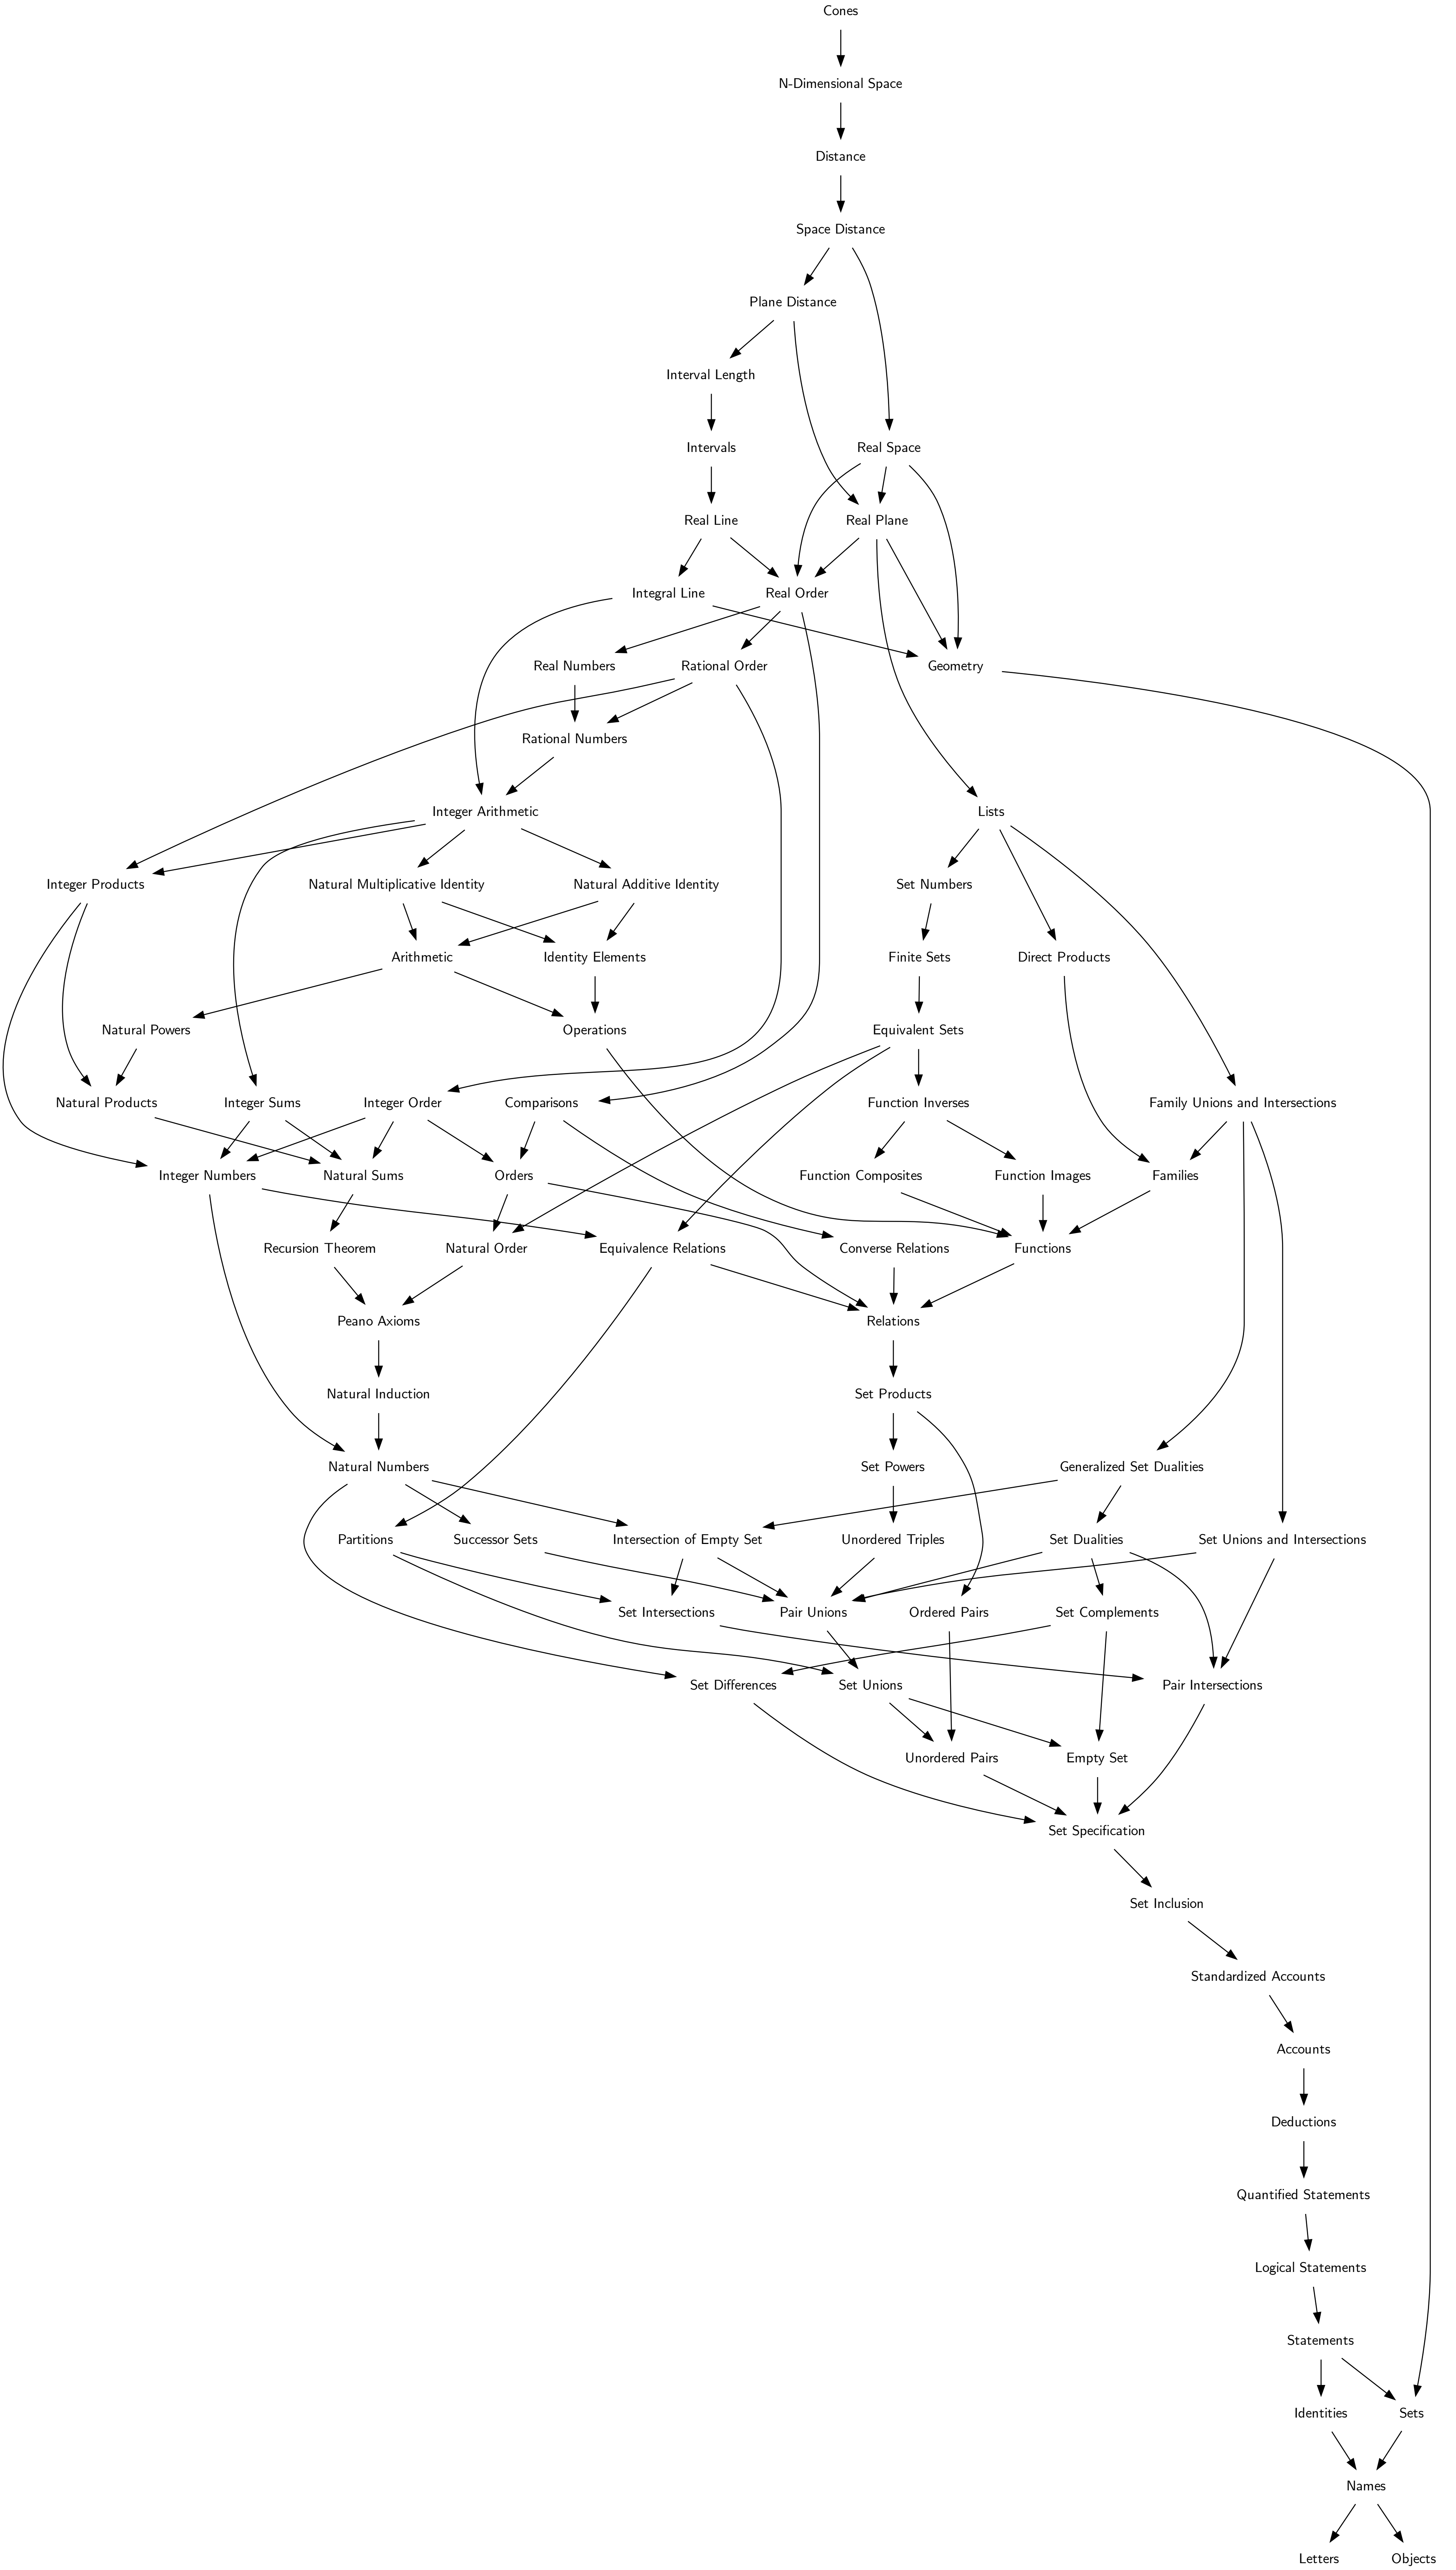 Cones
N-Dimensional Space
Distance
Space Distance
Plane Distance
Interval Length
Intervals
Real Space
Real Line
Real Plane
Integral Line
Real Order
Real Numbers
Rational Order
Geometry
Rational Numbers
Integer Arithmetic
Lists
Integer Products
Natural Multiplicative Identity
Natural Additive Identity
Set Numbers
Arithmetic
Identity Elements
Finite Sets
Direct Products
Natural Powers
Operations
Equivalent Sets
Natural Products
Integer Sums
Integer Order
Comparisons
Function Inverses
Family Unions and Intersections
Integer Numbers
Natural Sums
Orders
Function Composites
Function Images
Families
Recursion Theorem
Natural Order
Equivalence Relations
Converse Relations
Functions
Peano Axioms
Relations
Natural Induction
Set Products
Natural Numbers
Set Powers
Generalized Set Dualities
Partitions
Successor Sets
Intersection of Empty Set
Unordered Triples
Set Dualities
Set Unions and Intersections
Set Intersections
Pair Unions
Ordered Pairs
Set Complements
Set Differences
Set Unions
Pair Intersections
Unordered Pairs
Empty Set
Set Specification
Set Inclusion
Standardized Accounts
Accounts
Deductions
Quantified Statements
Logical Statements
Statements
Identities
Sets
Names
Letters
Objects